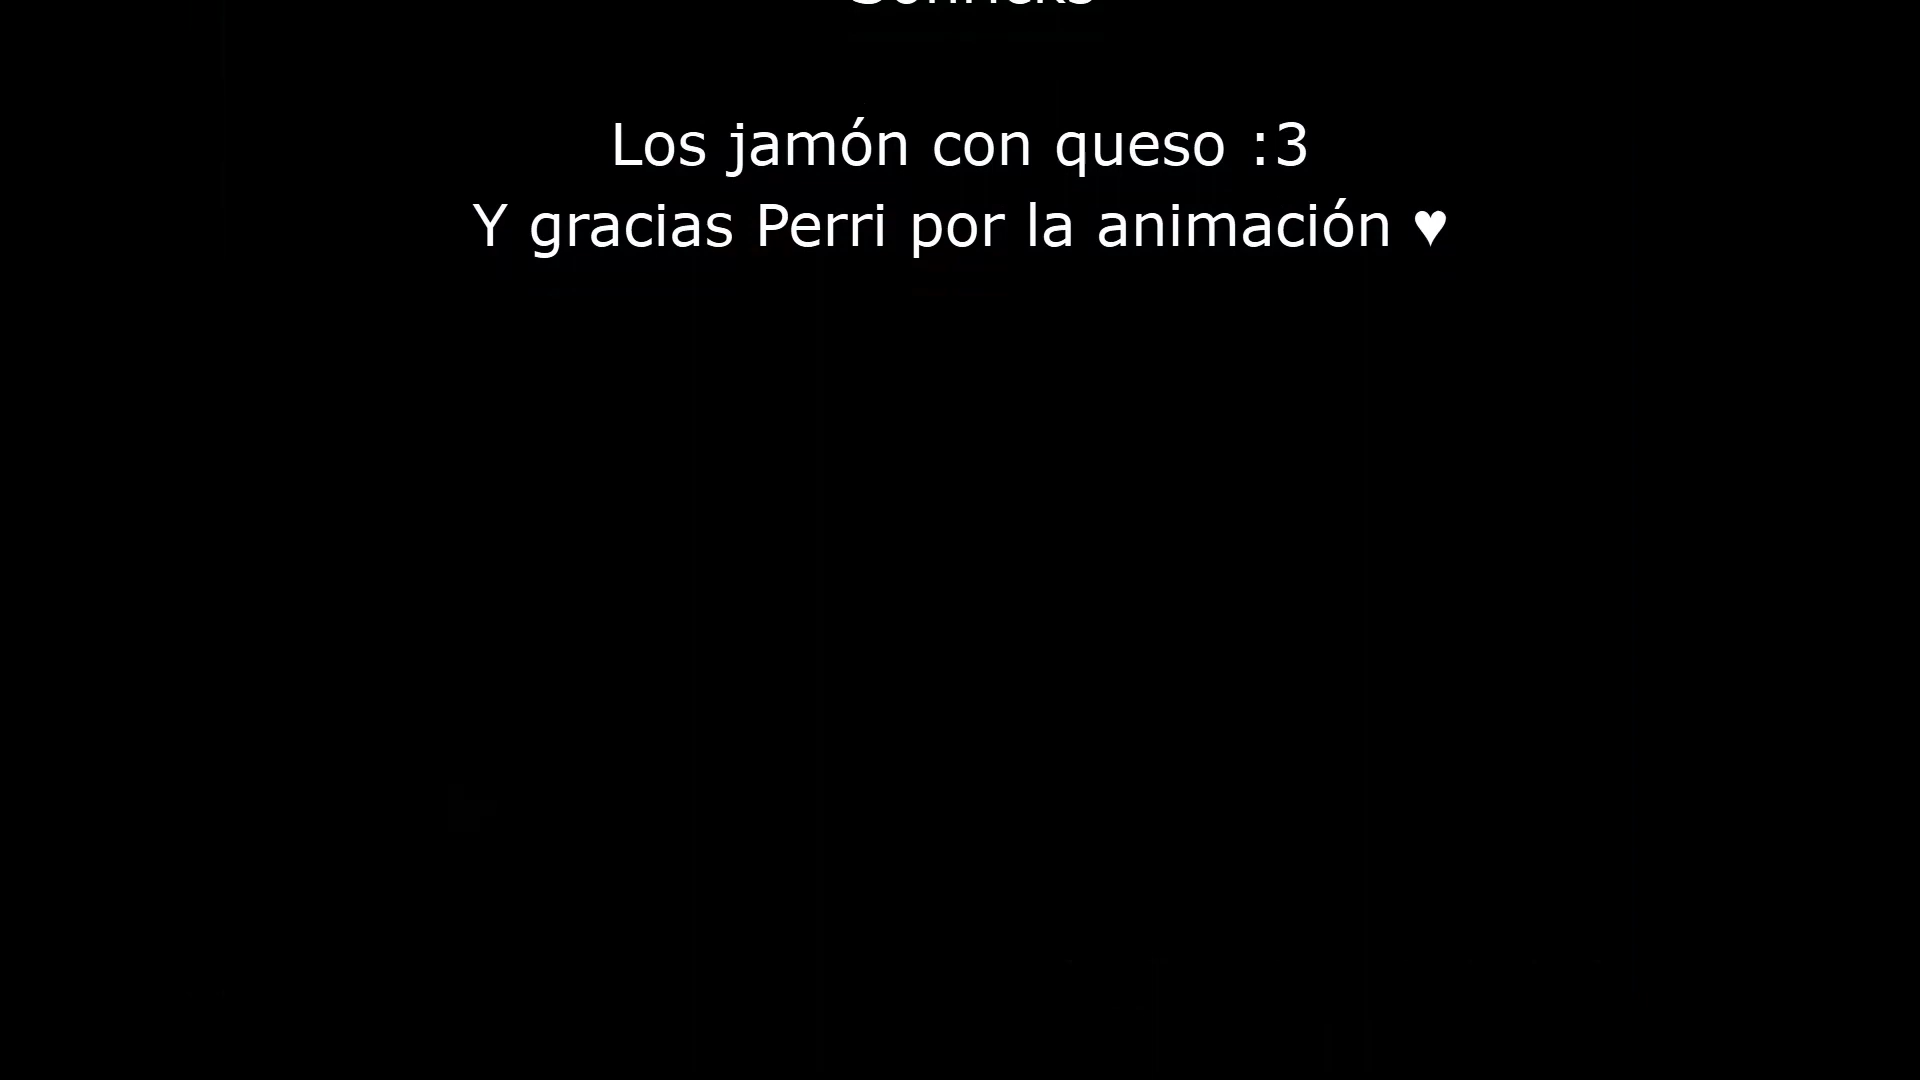 Los jamón con queso :3
Y gracias Perri por la animación ♥